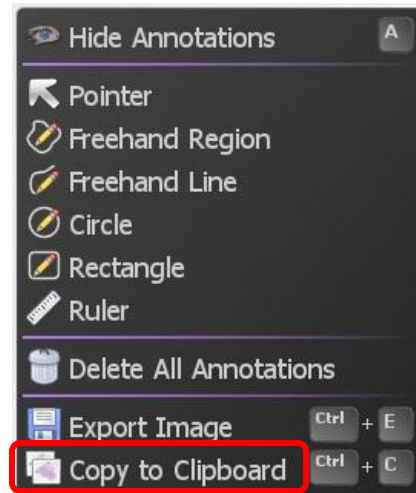 Hide Annotations A
Pointer
Freehand Region
Freehand Line
Circle
Rectangle
Ruler
Delete All Annotations
Export Image Ctrl + E
Copy to Clipboard Ctrl + C